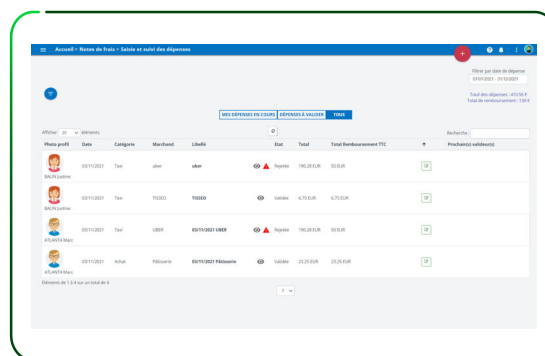 Accueil > Notes de frais > Saisie et suivi des dépenses
Filtrer par state de dépense
01/01/2021 - 31/12/2021
Total des dépenses : 410.56 €
Total de remboursement : 130 €
MES DÉPENSES EN COURS DÉPENSES À VALIDER TOUS
Afficher éléments
Recherche
Photo profil Date Catégorie Marchand Libellé Etat Total Total Remboursement TTC Prochain(s) valideur(s)
03/11/2021 Taxi uber uber Rejetée 190.28 EUR 50 EUR
BALIN Justine
03/11/2021 Taxi TISSEO TISSEO Validée 6.75 EUR 6.75 EUR
BALIN Justine
03/11/2021 Taxi UBER 03/11/2021 UBER Rejetée 190.28 EUR 50 EUR
ATLANTA Marc
03/11/2021 Achat Pâtisserie 03/11/2021 Pâtisserie Validée 23.25 EUR 23.25 EUR
ATLANTA Marc
Éléments de 1 à 4 sur un total de 4
1